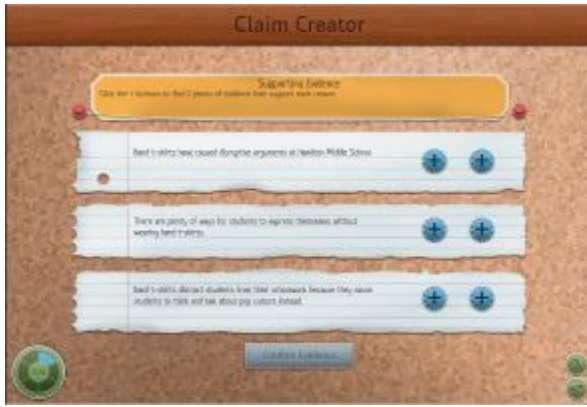 Claim Creator
Supporting Evidence
Click the + buttons to find 2 pieces of evidence that support each reason.
Band t-shirts have caused disruptive arguments at Hamilton Middle School
There are plenty of ways for students to express themselves without
wearing band t-shirts.
Band t-shirts distract students from their schoolwork because they cause
students to think and talk about pop culture instead.
Confirm Evidence